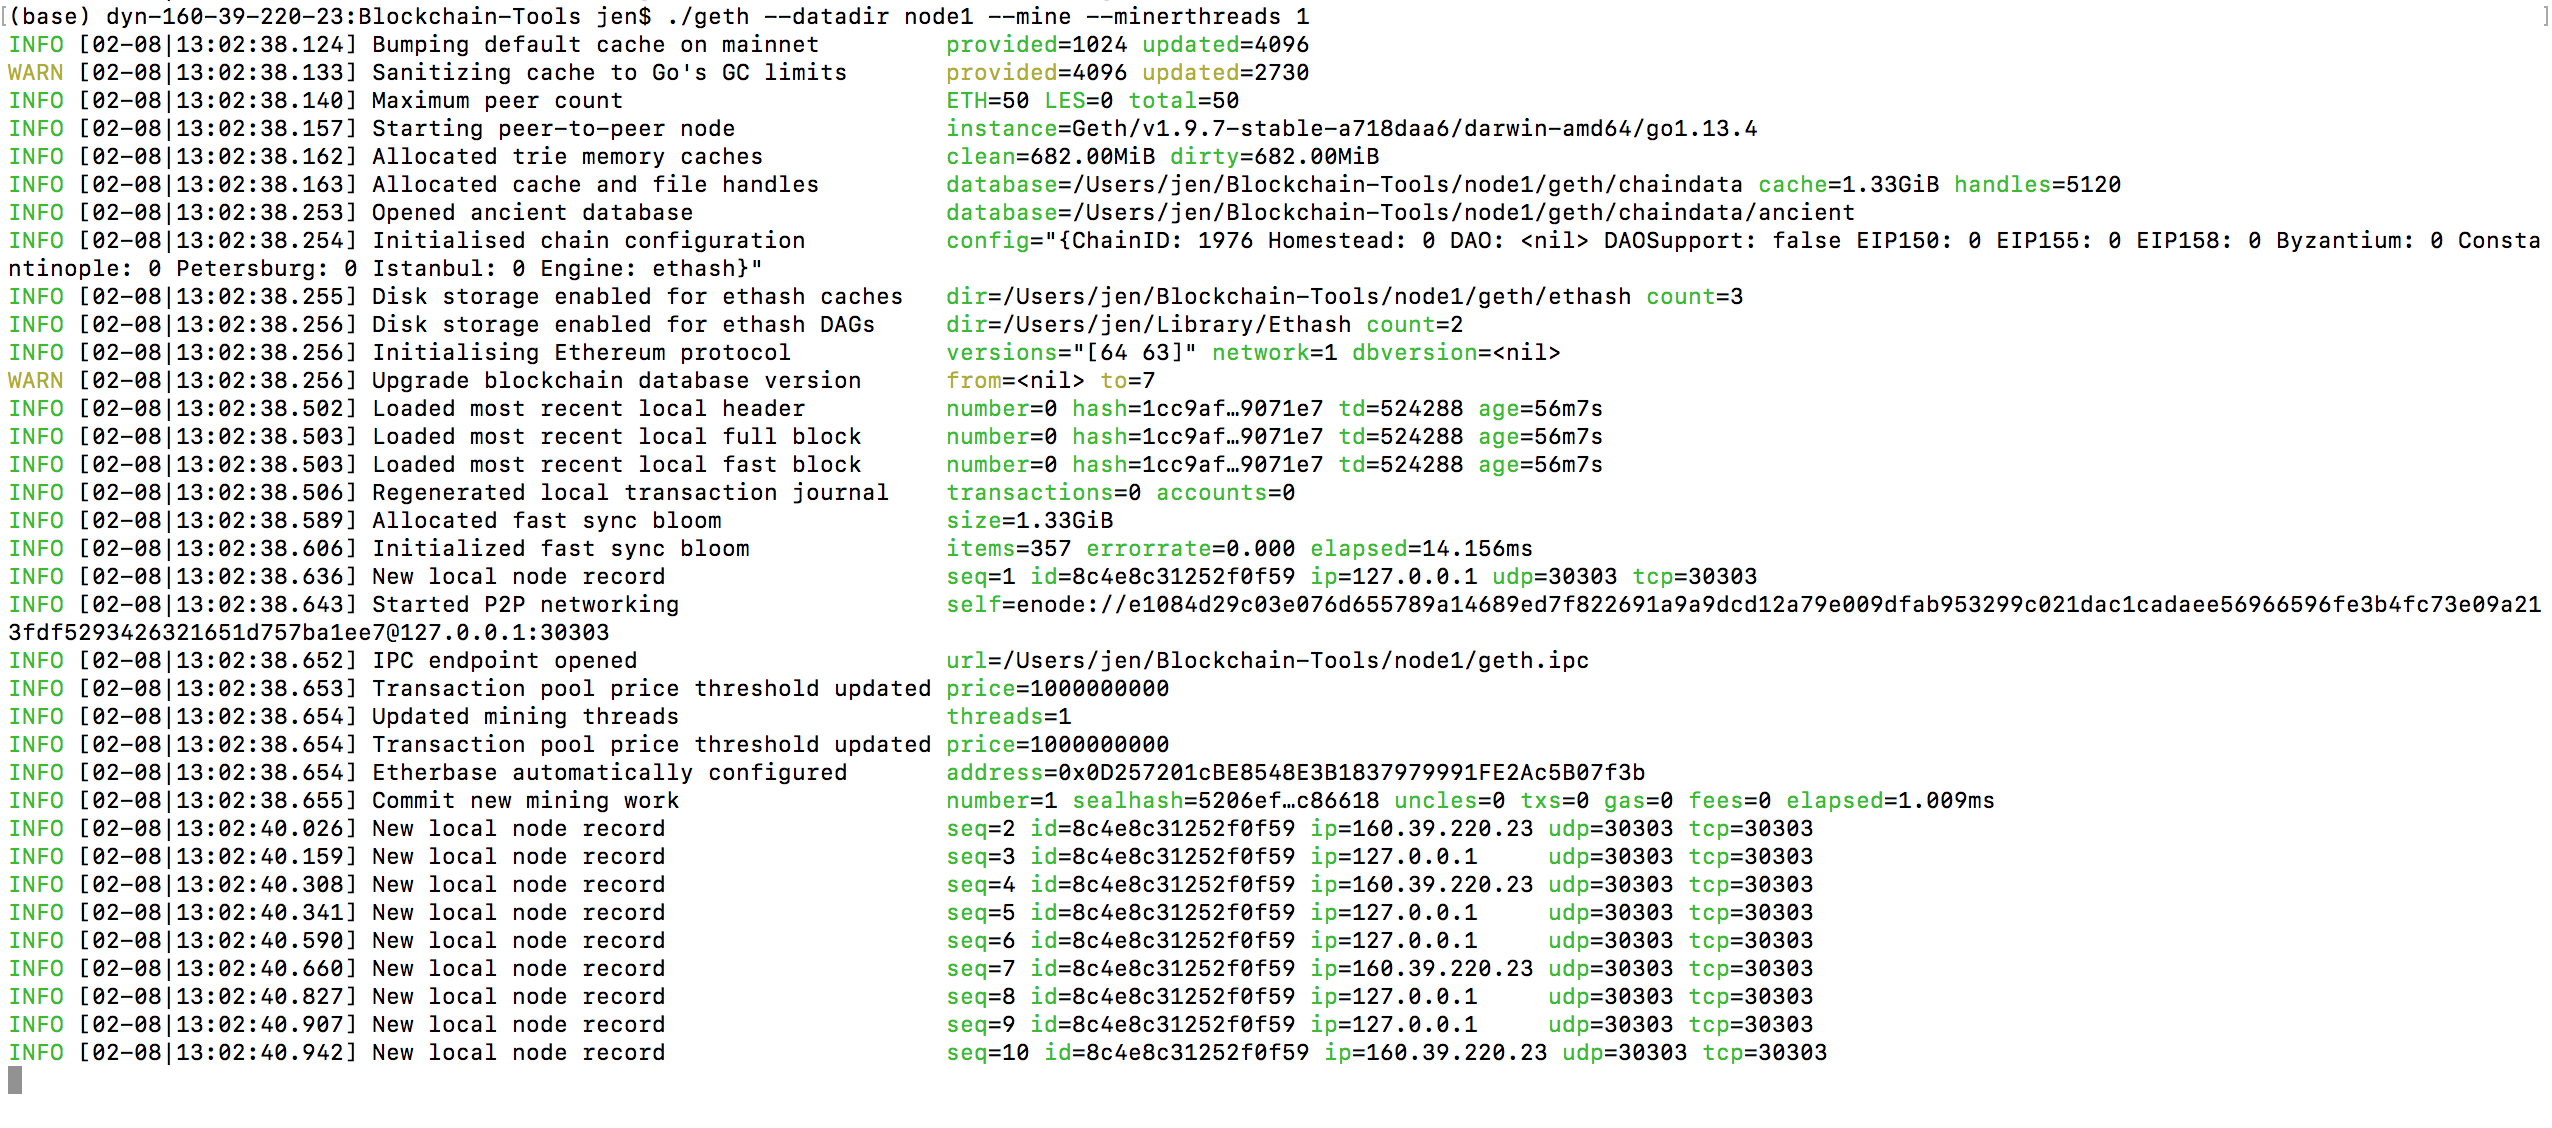 [(base) dyn-160-39-220-23:Blockchain-Tools jen$ ./geth --datadir node1 --mine --minerthreads 1 ]
INFO [02-08|13:02:38.124] Bumping default cache on mainnet provided=1024 updated=4096
WARN [02-08|13:02:38.133] Sanitizing cache to Go's GC limits provided=4096 updated=2730
INFO [02-08|13:02:38.140] Maximum peer count ETH=50 LES=0 total=50
INFO [02-08|13:02:38.157] Starting peer-to-peer node instance=Geth/v1.9.7-stable-a718daa6/darwin-amd64/go1.13.4
INFO [02-08|13:02:38.162] Allocated trie memory caches clean=682.00MiB dirty=682.00MiB
INFO [02-08|13:02:38.163] Allocated cache and file handles database=/Users/jen/Blockchain-Tools/node1/geth/chaindata cache=1.33GiB handles=5120
INFO [02-08|13:02:38.253] Opened ancient database database=/Users/jen/Blockchain-Tools/node1/geth/chaindata/ancient
INFO [02-08|13:02:38.254] Initialised chain configuration config="{ChainID: 1976 Homestead: 0 DAO: <nil> DAOSupport: false EIP150: 0 EIP155: 0 EIP158: 0 Byzantium: 0 Consta
ntinople: 0 Petersburg: 0 Istanbul: 0 Engine: ethash}"
INFO [02-08|13:02:38.255] Disk storage enabled for ethash caches dir=/Users/jen/Blockchain-Tools/node1/geth/ethash count=3
INFO [02-08|13:02:38.256] Disk storage enabled for ethash DAGs dir=/Users/jen/Library/Ethash count=2
INFO [02-08|13:02:38.256] Initialising Ethereum protocol versions="[64 63]" network=1 dbversion=<nil>
WARN [02-08|13:02:38.256] Upgrade blockchain database version from=<nil> to=7
INFO [02-08|13:02:38.502] Loaded most recent local header number=0 hash=1cc9af…9071e7 td=524288 age=56m7s
INFO [02-08|13:02:38.503] Loaded most recent local full block number=0 hash=1cc9af…9071e7 td=524288 age=56m7s
INFO [02-08|13:02:38.503] Loaded most recent local fast block number=0 hash=1cc9af…9071e7 td=524288 age=56m7s
INFO [02-08|13:02:38.506] Regenerated local transaction journal transactions=0 accounts=0
INFO [02-08|13:02:38.589] Allocated fast sync bloom size=1.33GiB
INFO [02-08|13:02:38.606] Initialized fast sync bloom items=357 errorrate=0.000 elapsed=14.156ms
INFO [02-08|13:02:38.636] New local node record seq=1 id=8c4e8c31252f0f59 ip=127.0.0.1 udp=30303 tcp=30303
INFO [02-08|13:02:38.643] Started P2P networking self=enode://e1084d29c03e076d655789a14689ed7f822691a9a9dcd12a79e009dfab953299c021dac1cadaee56966596fe3b4fc73e09a21
3fdf5293426321651d757ba1ee7@127.0.0.1:30303
INFO [02-08|13:02:38.652] IPC endpoint opened url=/Users/jen/Blockchain-Tools/node1/geth.ipc
INFO [02-08|13:02:38.653] Transaction pool price threshold updated price=1000000000
INFO [02-08|13:02:38.654] Updated mining threads threads=1
INFO [02-08|13:02:38.654] Transaction pool price threshold updated price=1000000000
INFO [02-08|13:02:38.654] Etherbase automatically configured address=0x0D257201cBE8548E3B1837979991FE2Ac5B07f3b
INFO [02-08|13:02:38.655] Commit new mining work number=1 sealhash=5206ef…c86618 uncles=0 txs=0 gas=0 fees=0 elapsed=1.009ms
INFO [02-08|13:02:40.026] New local node record seq=2 id=8c4e8c31252f0f59 ip=160.39.220.23 udp=30303 tcp=30303
INFO [02-08|13:02:40.159] New local node record seq=3 id=8c4e8c31252f0f59 ip=127.0.0.1 udp=30303 tcp=30303
INFO [02-08|13:02:40.308] New local node record seq=4 id=8c4e8c31252f0f59 ip=160.39.220.23 udp=30303 tcp=30303
INFO [02-08|13:02:40.341] New local node record seq=5 id=8c4e8c31252f0f59 ip=127.0.0.1 udp=30303 tcp=30303
INFO [02-08|13:02:40.590] New local node record seq=6 id=8c4e8c31252f0f59 ip=127.0.0.1 udp=30303 tcp=30303
INFO [02-08|13:02:40.660] New local node record seq=7 id=8c4e8c31252f0f59 ip=160.39.220.23 udp=30303 tcp=30303
INFO [02-08|13:02:40.827] New local node record seq=8 id=8c4e8c31252f0f59 ip=127.0.0.1 udp=30303 tcp=30303
INFO [02-08|13:02:40.907] New local node record seq=9 id=8c4e8c31252f0f59 ip=127.0.0.1 udp=30303 tcp=30303
INFO [02-08|13:02:40.942] New local node record seq=10 id=8c4e8c31252f0f59 ip=160.39.220.23 udp=30303 tcp=30303